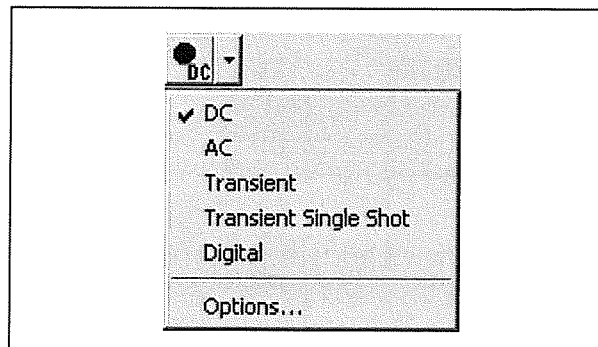 DC
DC
AC
Transient
Transient Single Shot
Digital
Options...